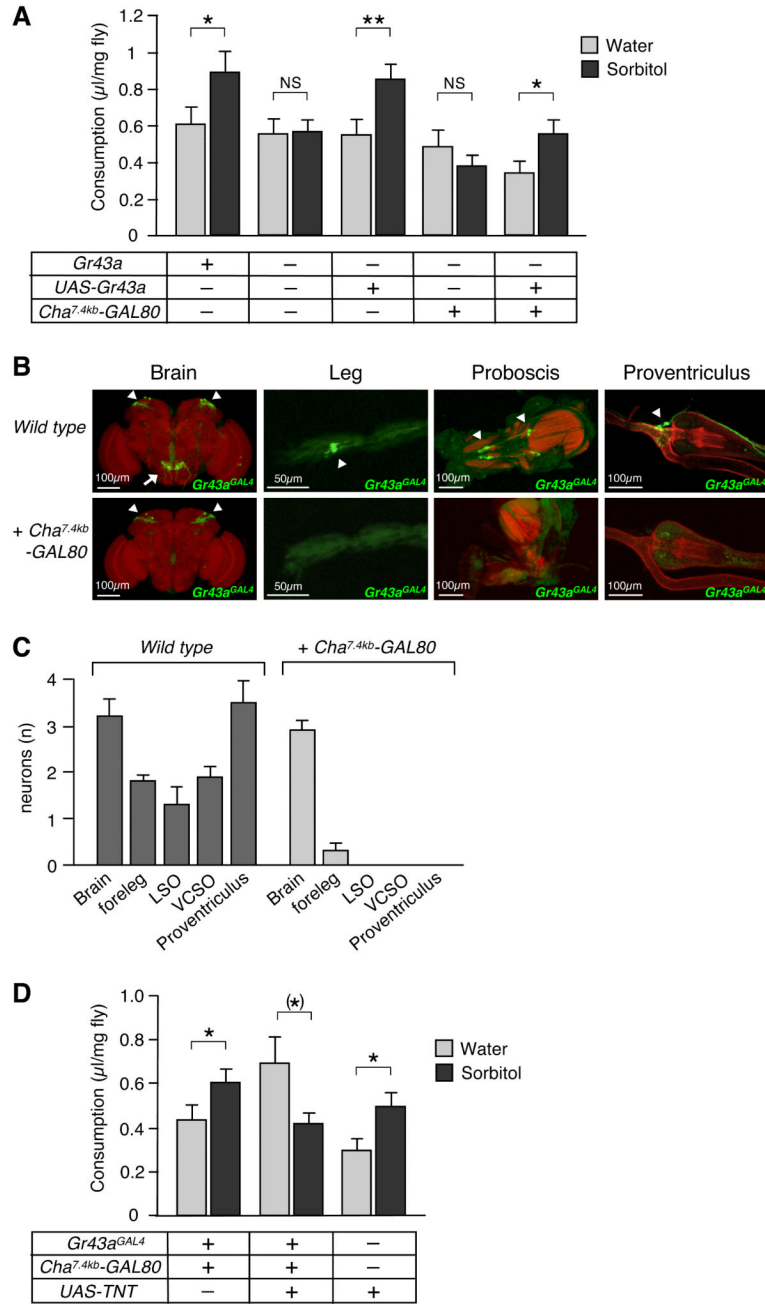 A
Consumption (µl/mg fly)
1.2
1
0.8
0.6
0.4
0.2
0
*
NS
**
NS
*
Water
Sorbitol
Gr43a + – – – –
UAS-Gr43a – – + – +
Cha7.4kb-GAL80 – – – + +
B
Brain Leg Proboscis Proventriculus
Wild type
100µm Gr43aGAL4
50µm Gr43aGAL4
100µm Gr43aGAL4
100µm Gr43aGAL4
+ Cha7.4kb
-GAL80
100µm Gr43aGAL4
50µm Gr43aGAL4
100µm Gr43aGAL4
100µm Gr43aGAL4
C
Wild type + Cha7.4kb-GAL80
neurons (n)
4
3
2
1
0
Brain foreleg LSO VCSO Proventriculus Brain foreleg LSO VCSO Proventriculus
D
Consumption (µl/mg fly)
1.0
0.8
0.6
0.4
0.2
0
*
(*)
*
Water
Sorbitol
Gr43aGAL4 + + –
Cha7.4kb-GAL80 + + –
UAS-TNT – + +